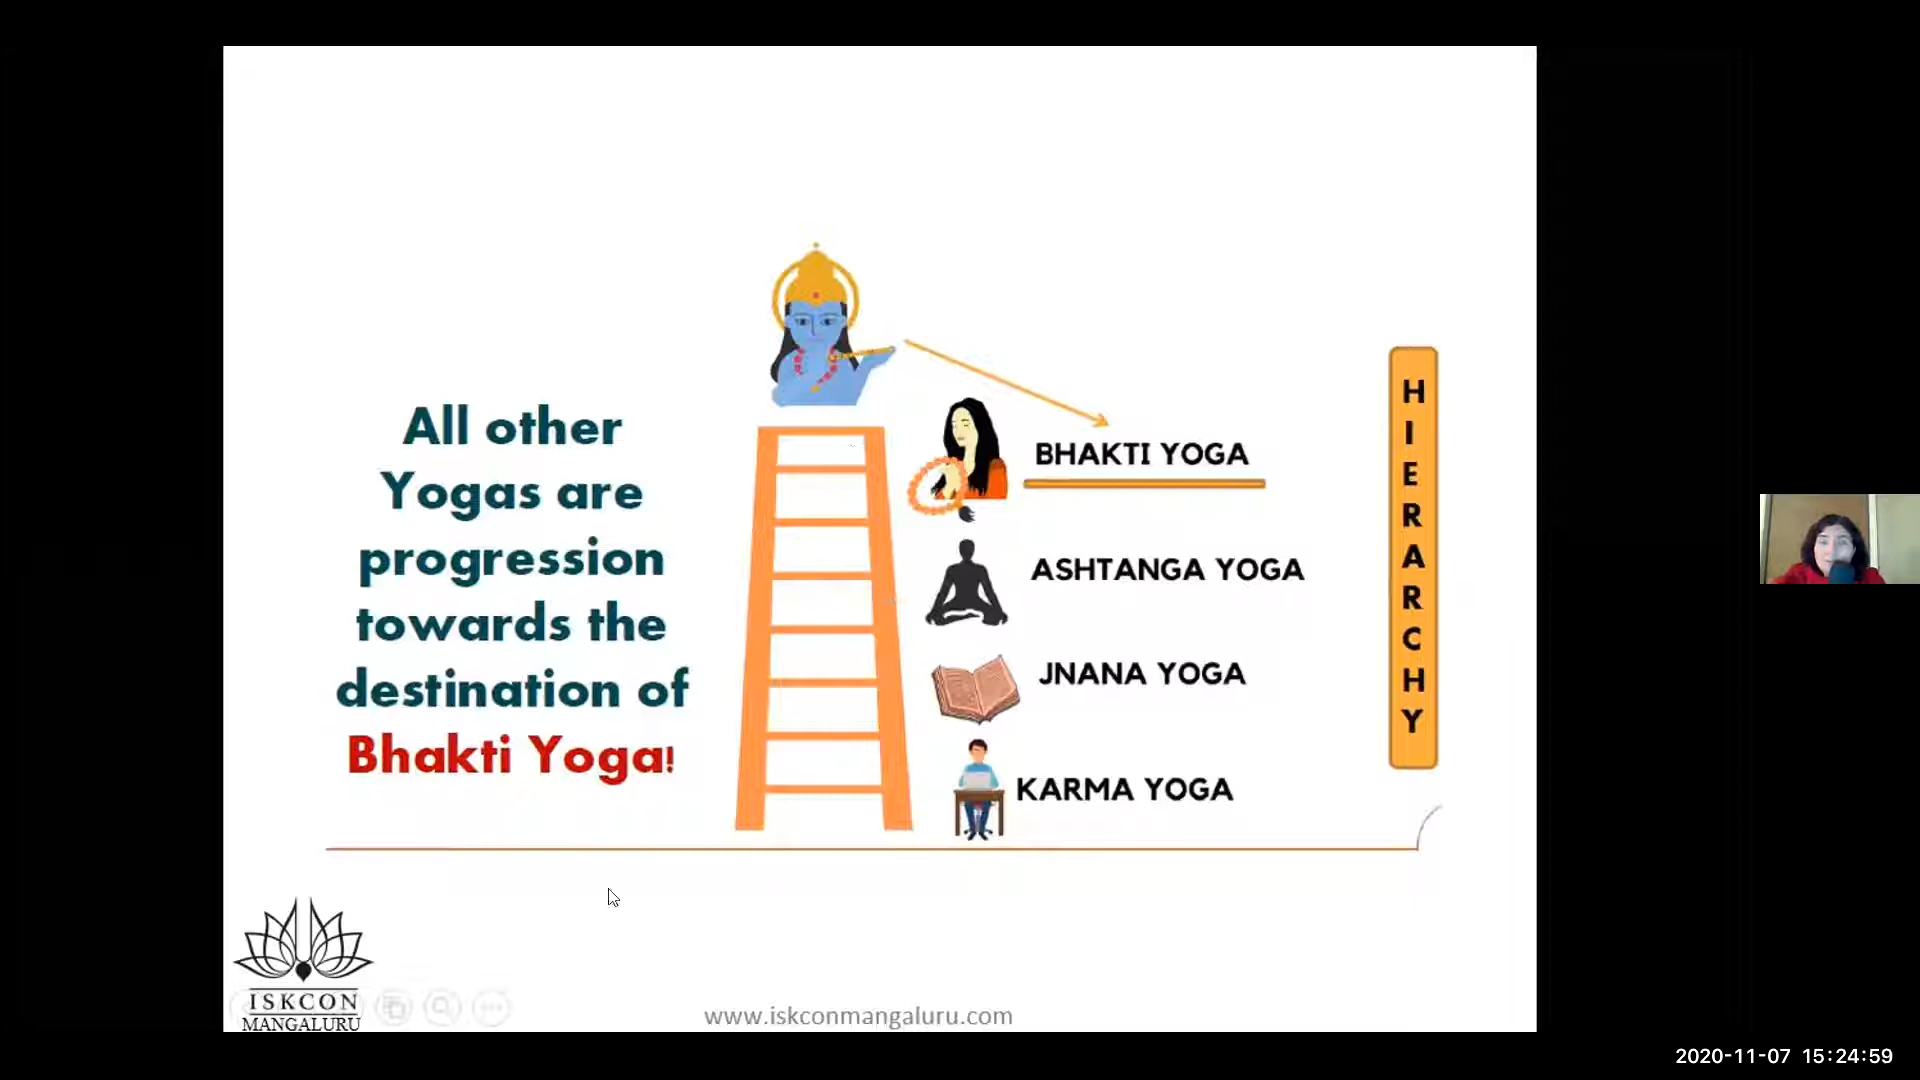 All other
Yogas are
progression
towards the
destination of
Bhakti Yoga!
BHAKTI YOGA
ASHTANGA YOGA
JNANA YOGA
KARMA YOGA
HIERARCHY
ISKCON
MANGALURU
www.iskconmangaluru.com
2020-11-07 15:24:59